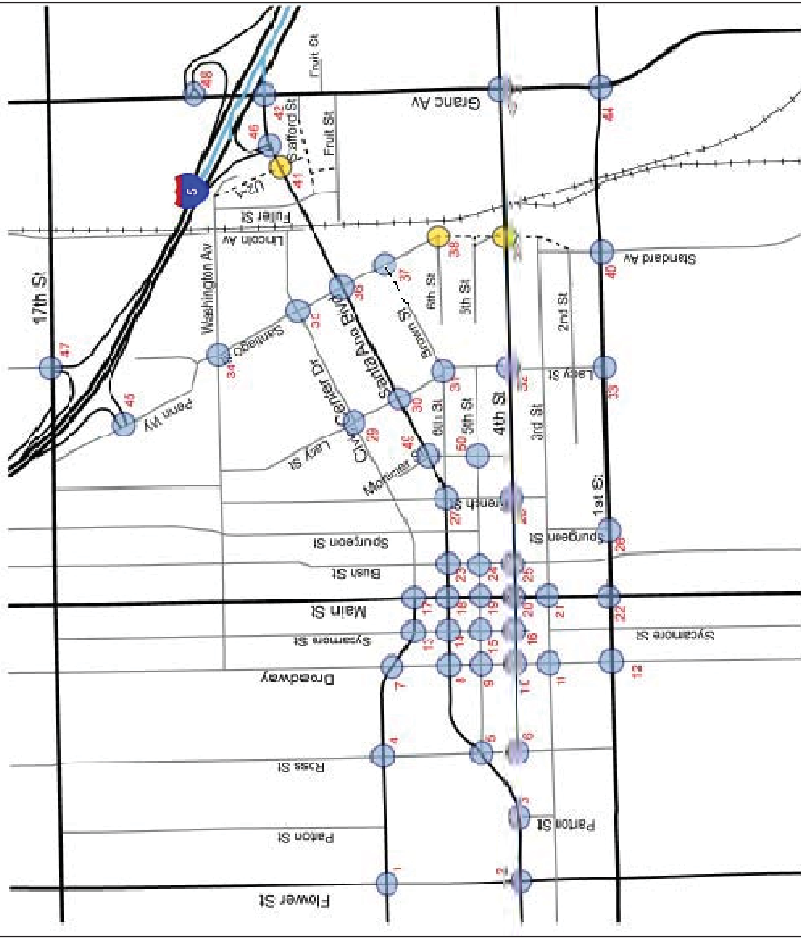 Fruit St
48
42
Stafford St
Grand Av
44
46
Fruit St
41
5
Fuller St
Lincoln Av
38
40
Standard Av
17th St
Washington Av
37
6th St
5th St
2nd St
36
35
Santiago
Santa Ana Blvd
Brown St
47
34
31
32
Lacy St
33
45
Penn Wy
Civic Center Dr
30
6th St
5th St
4th St
3rd St
29
Lacy St
49
50
1st St
27
French St
Spurgeon St
Spurgeon St
26
Bush St
23
24
25
Main St
17
18
19
20
21
22
Sycamore St
13
14
15
16
Sycamore St
Broadway
7
8
9
10
11
12
Ross St
4
5
6
Parton St
3
Parton St
Flower St
1
2